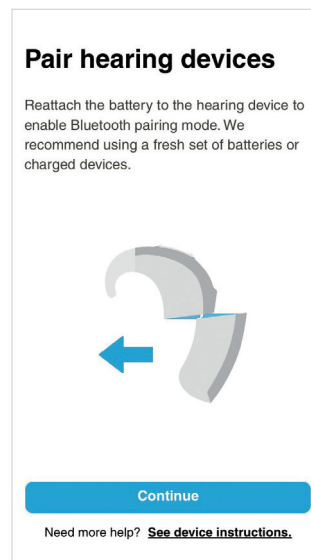 Pair hearing devices
Reattach the battery to the hearing device to
enable Bluetooth pairing mode. We
recommend using a fresh set of batteries or
charged devices.
Continue
Need more help? See device instructions.